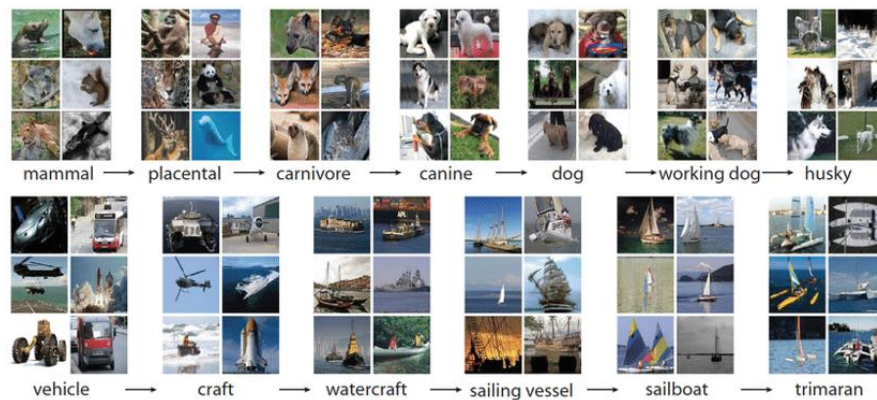 mammal → placental → carnivore → canine → dog → working dog → husky
vehicle → craft → watercraft → sailing vessel → sailboat → trimaran